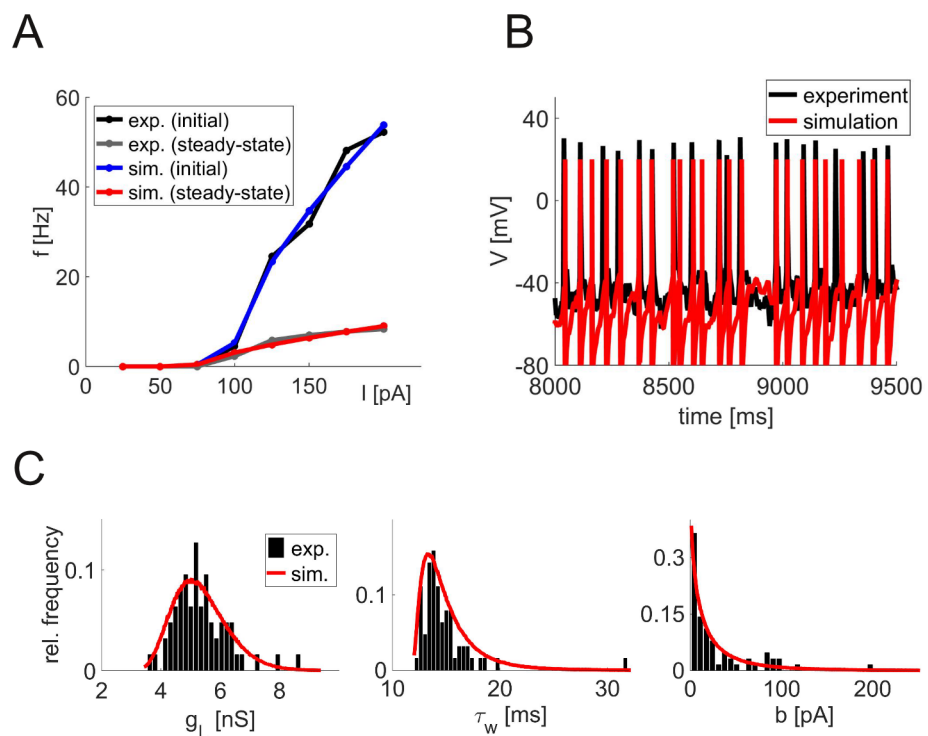 A
60
40
20
0
f [Hz]
exp. (initial)
exp. (steady-state)
sim. (initial)
sim. (steady-state)
0 50 100 150 I [pA]
B
experiment
simulation
40
0
-40
-80
V [mV]
8000 8500 9000 9500
time [ms]
C
rel. frequency
0.1
0
exp.
sim.
2 4 6 8
g_l [nS]
0.1
0
10 20 30
τ_w [ms]
0.3
0.15
0
0 100 200
b [pA]